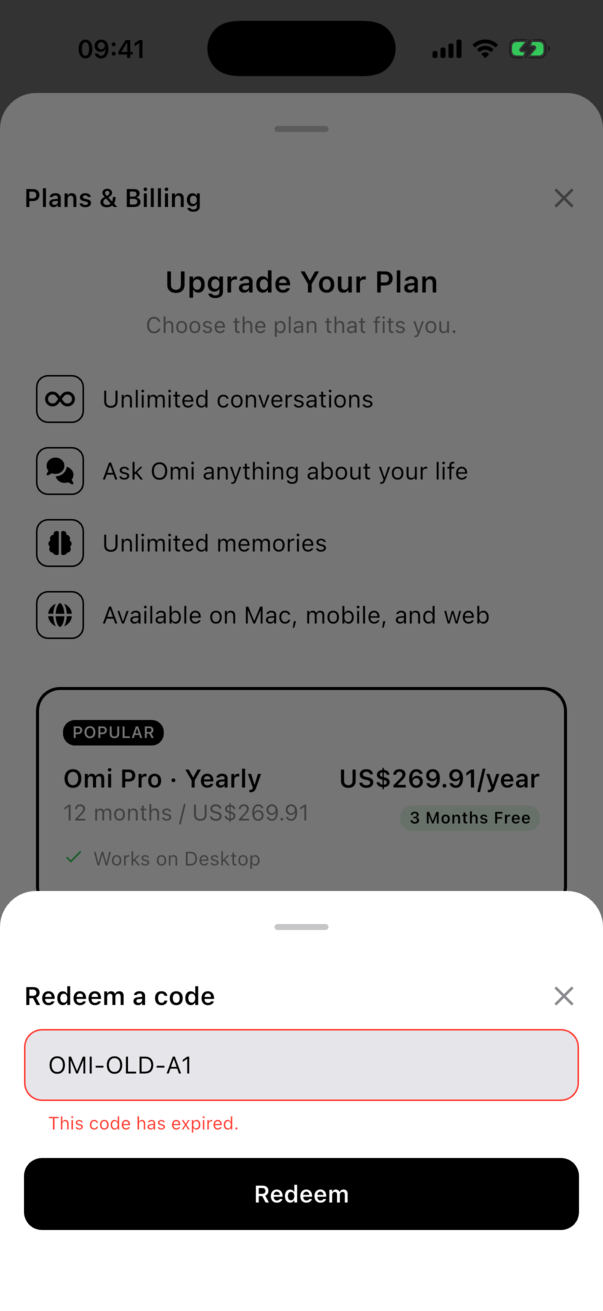 09:41
Plans & Billing
Upgrade Your Plan
Choose the plan that fits you.
Unlimited conversations
Ask Omi anything about your life
Unlimited memories
Available on Mac, mobile, and web
POPULAR
Omi Pro · Yearly
US$269.91/year
12 months / US$269.91
3 Months Free
Works on Desktop
Redeem a code
OMI-OLD-A1
This code has expired.
Redeem